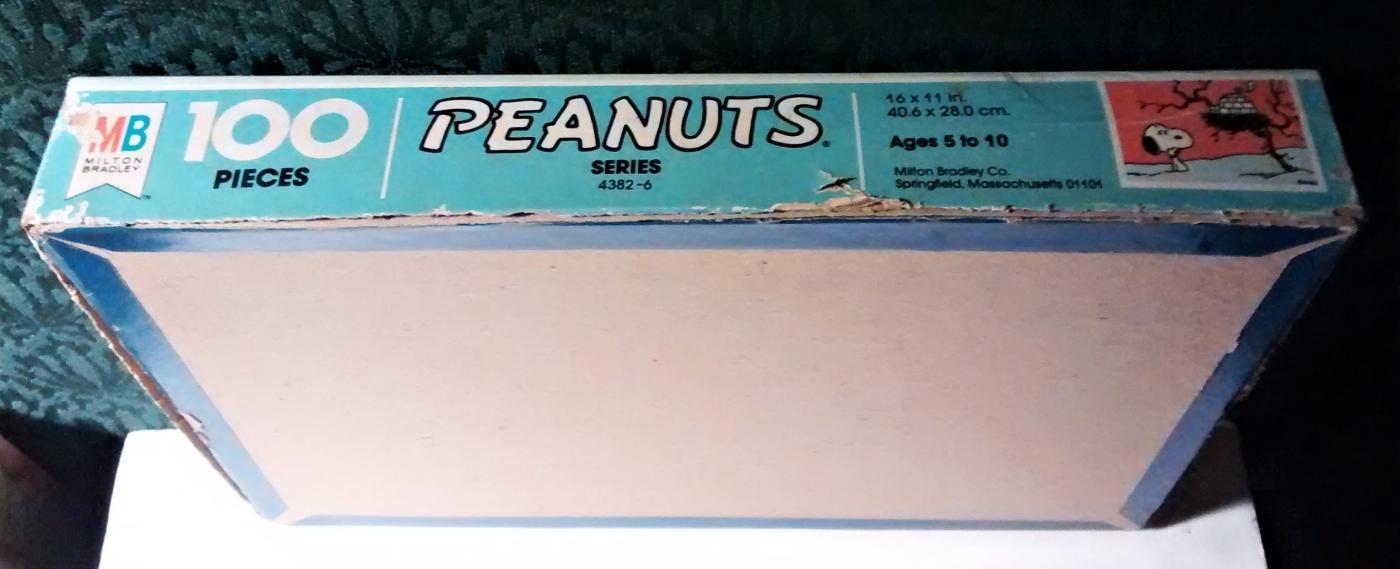 MB
MILTON
BRADLEY
™
100
PIECES
PEANUTS®
SERIES
4382-6
16 x 11 in.
40.6 x 28.0 cm.
Ages 5 to 10
Milton Bradley Co.
Springfield, Massachusetts 01101